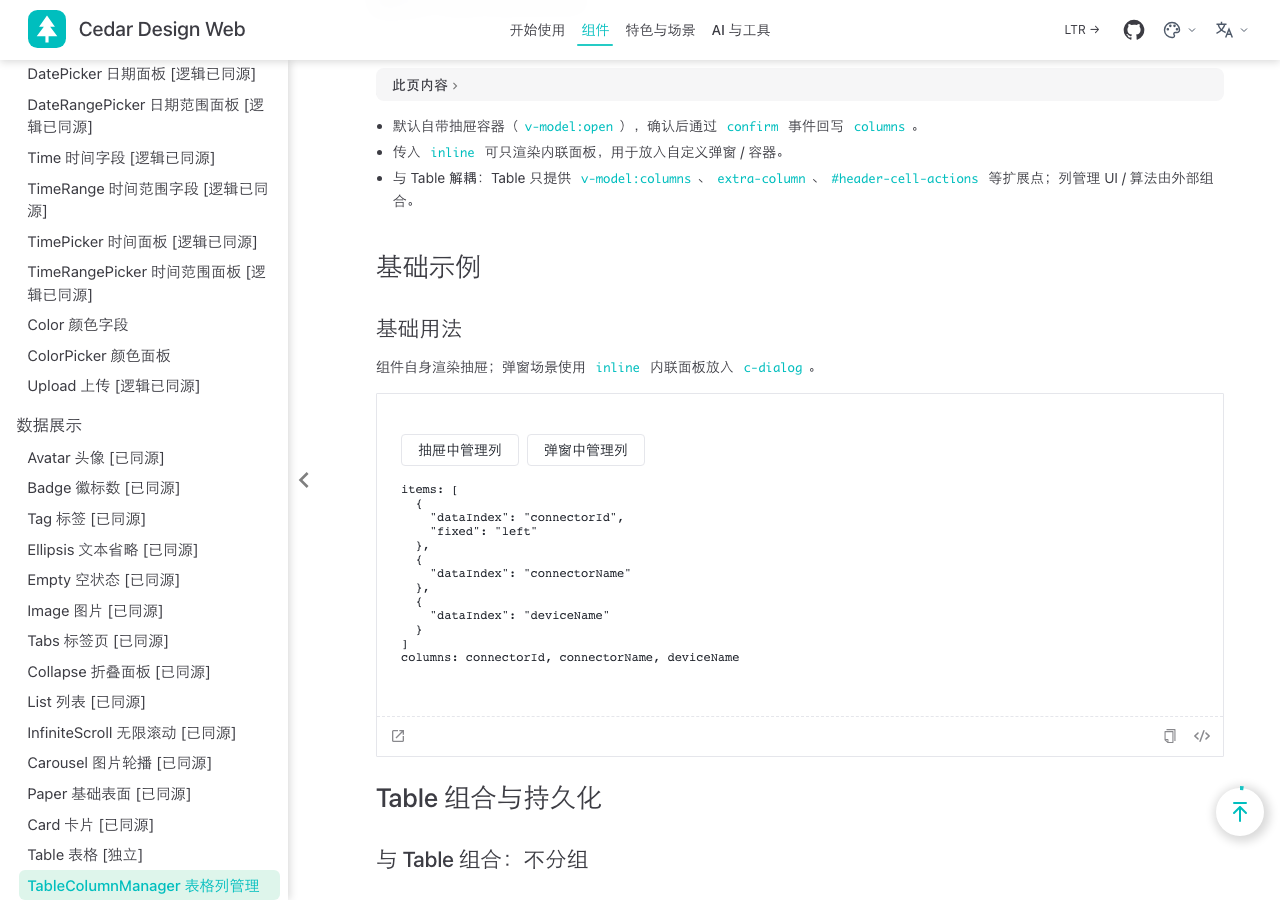 Cedar Design Web
开始使用 组件 特色与场景 AI 与工具
LTR →
DatePicker 日期面板 [逻辑已同源]
DateRangePicker 日期范围面板 [逻
辑已同源]
Time 时间字段 [逻辑已同源]
TimeRange 时间范围字段 [逻辑已同
源]
TimePicker 时间面板 [逻辑已同源]
TimeRangePicker 时间范围面板 [逻
辑已同源]
Color 颜色字段
ColorPicker 颜色面板
Upload 上传 [逻辑已同源]
数据展示
Avatar 头像 [已同源]
Badge 徽标数 [已同源]
Tag 标签 [已同源]
Ellipsis 文本省略 [已同源]
Empty 空状态 [已同源]
Image 图片 [已同源]
Tabs 标签页 [已同源]
Collapse 折叠面板 [已同源]
List 列表 [已同源]
InfiniteScroll 无限滚动 [已同源]
Carousel 图片轮播 [已同源]
Paper 基础表面 [已同源]
Card 卡片 [已同源]
Table 表格 [独立]
TableColumnManager 表格列管理
此页内容 ›
• 默认自带抽屉容器（ v-model:open ），确认后通过 confirm 事件回写 columns 。
• 传入 inline 可只渲染内联面板，用于放入自定义弹窗 / 容器。
• 与 Table 解耦：Table 只提供 v-model:columns 、 extra-column 、 #header-cell-actions 等扩展点；列管理 UI / 算法由外部组
合。
基础示例
基础用法
组件自身渲染抽屉；弹窗场景使用 inline 内联面板放入 c-dialog 。
抽屉中管理列 弹窗中管理列
items: [
  {
    "dataIndex": "connectorId",
    "fixed": "left"
  },
  {
    "dataIndex": "connectorName"
  },
  {
    "dataIndex": "deviceName"
  }
]
columns: connectorId, connectorName, deviceName
Table 组合与持久化
与 Table 组合：不分组